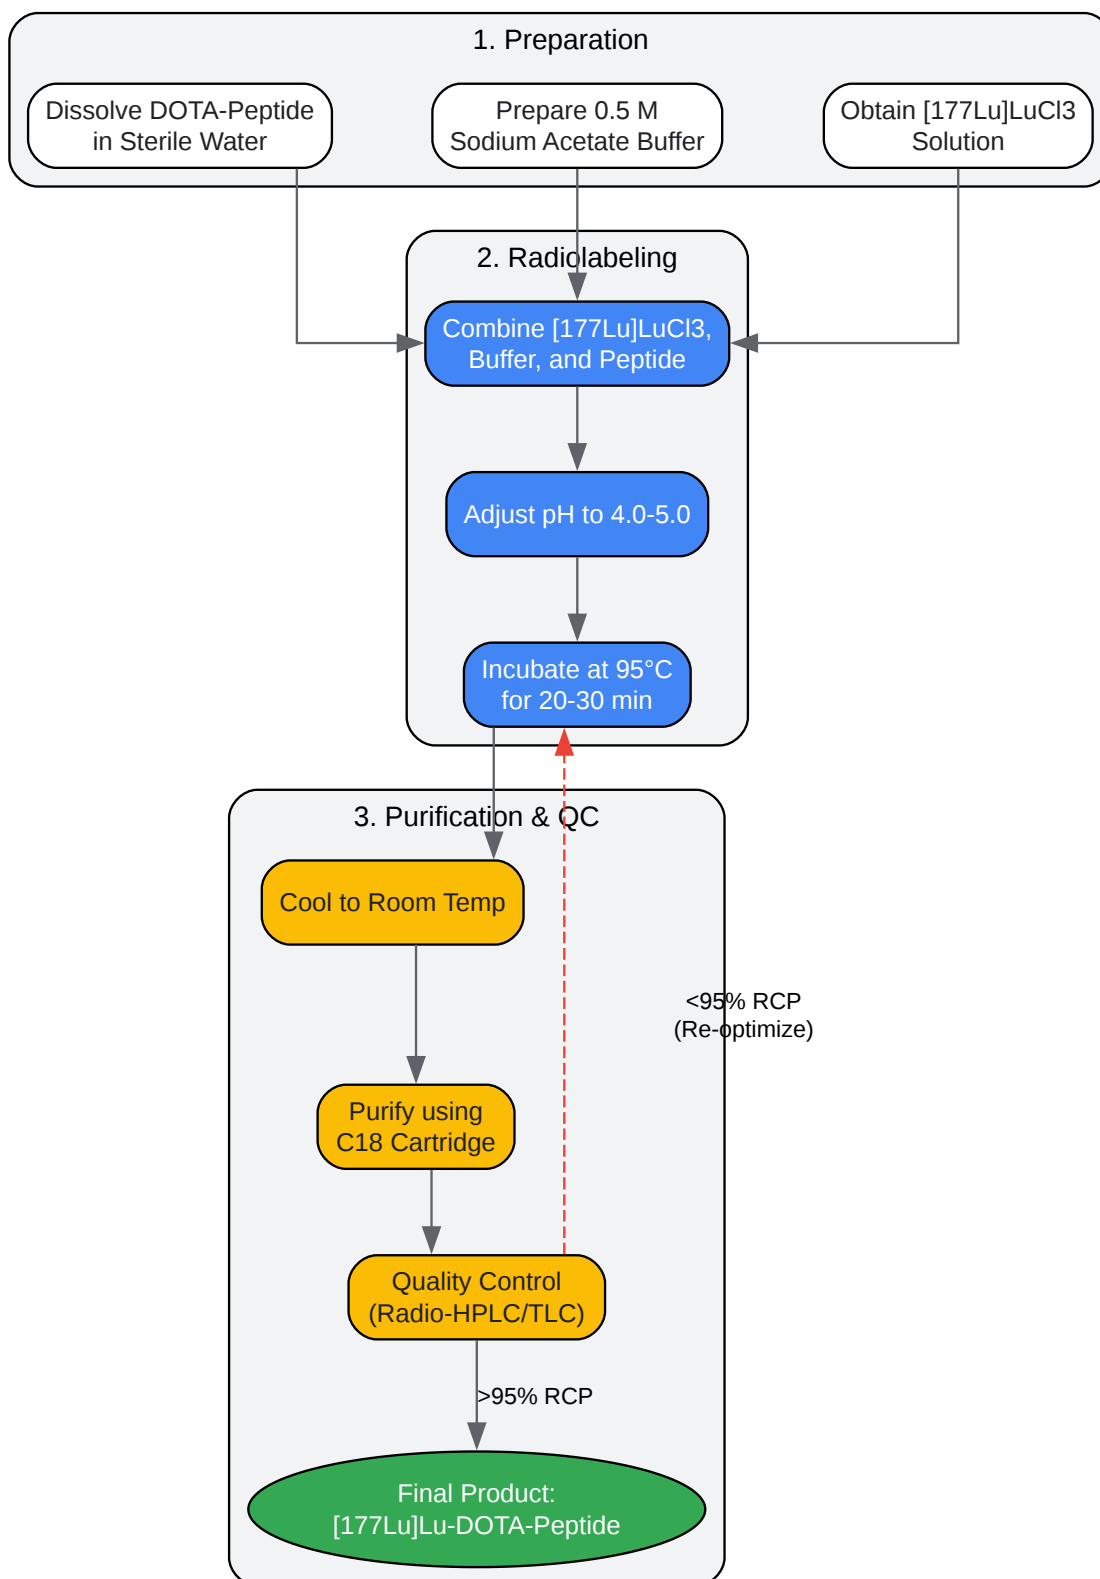 1. Preparation
Dissolve DOTA-Peptide
in Sterile Water
Prepare 0.5 M
Sodium Acetate Buffer
Obtain [177Lu]LuCl3
Solution
2. Radiolabeling
Combine [177Lu]LuCl3,
Buffer, and Peptide
Adjust pH to 4.0-5.0
Incubate at 95°C
for 20-30 min
3. Purification & QC
Cool to Room Temp
<95% RCP
(Re-optimize)
Purify using
C18 Cartridge
Quality Control
(Radio-HPLC/TLC)
>95% RCP
Final Product:
[177Lu]Lu-DOTA-Peptide